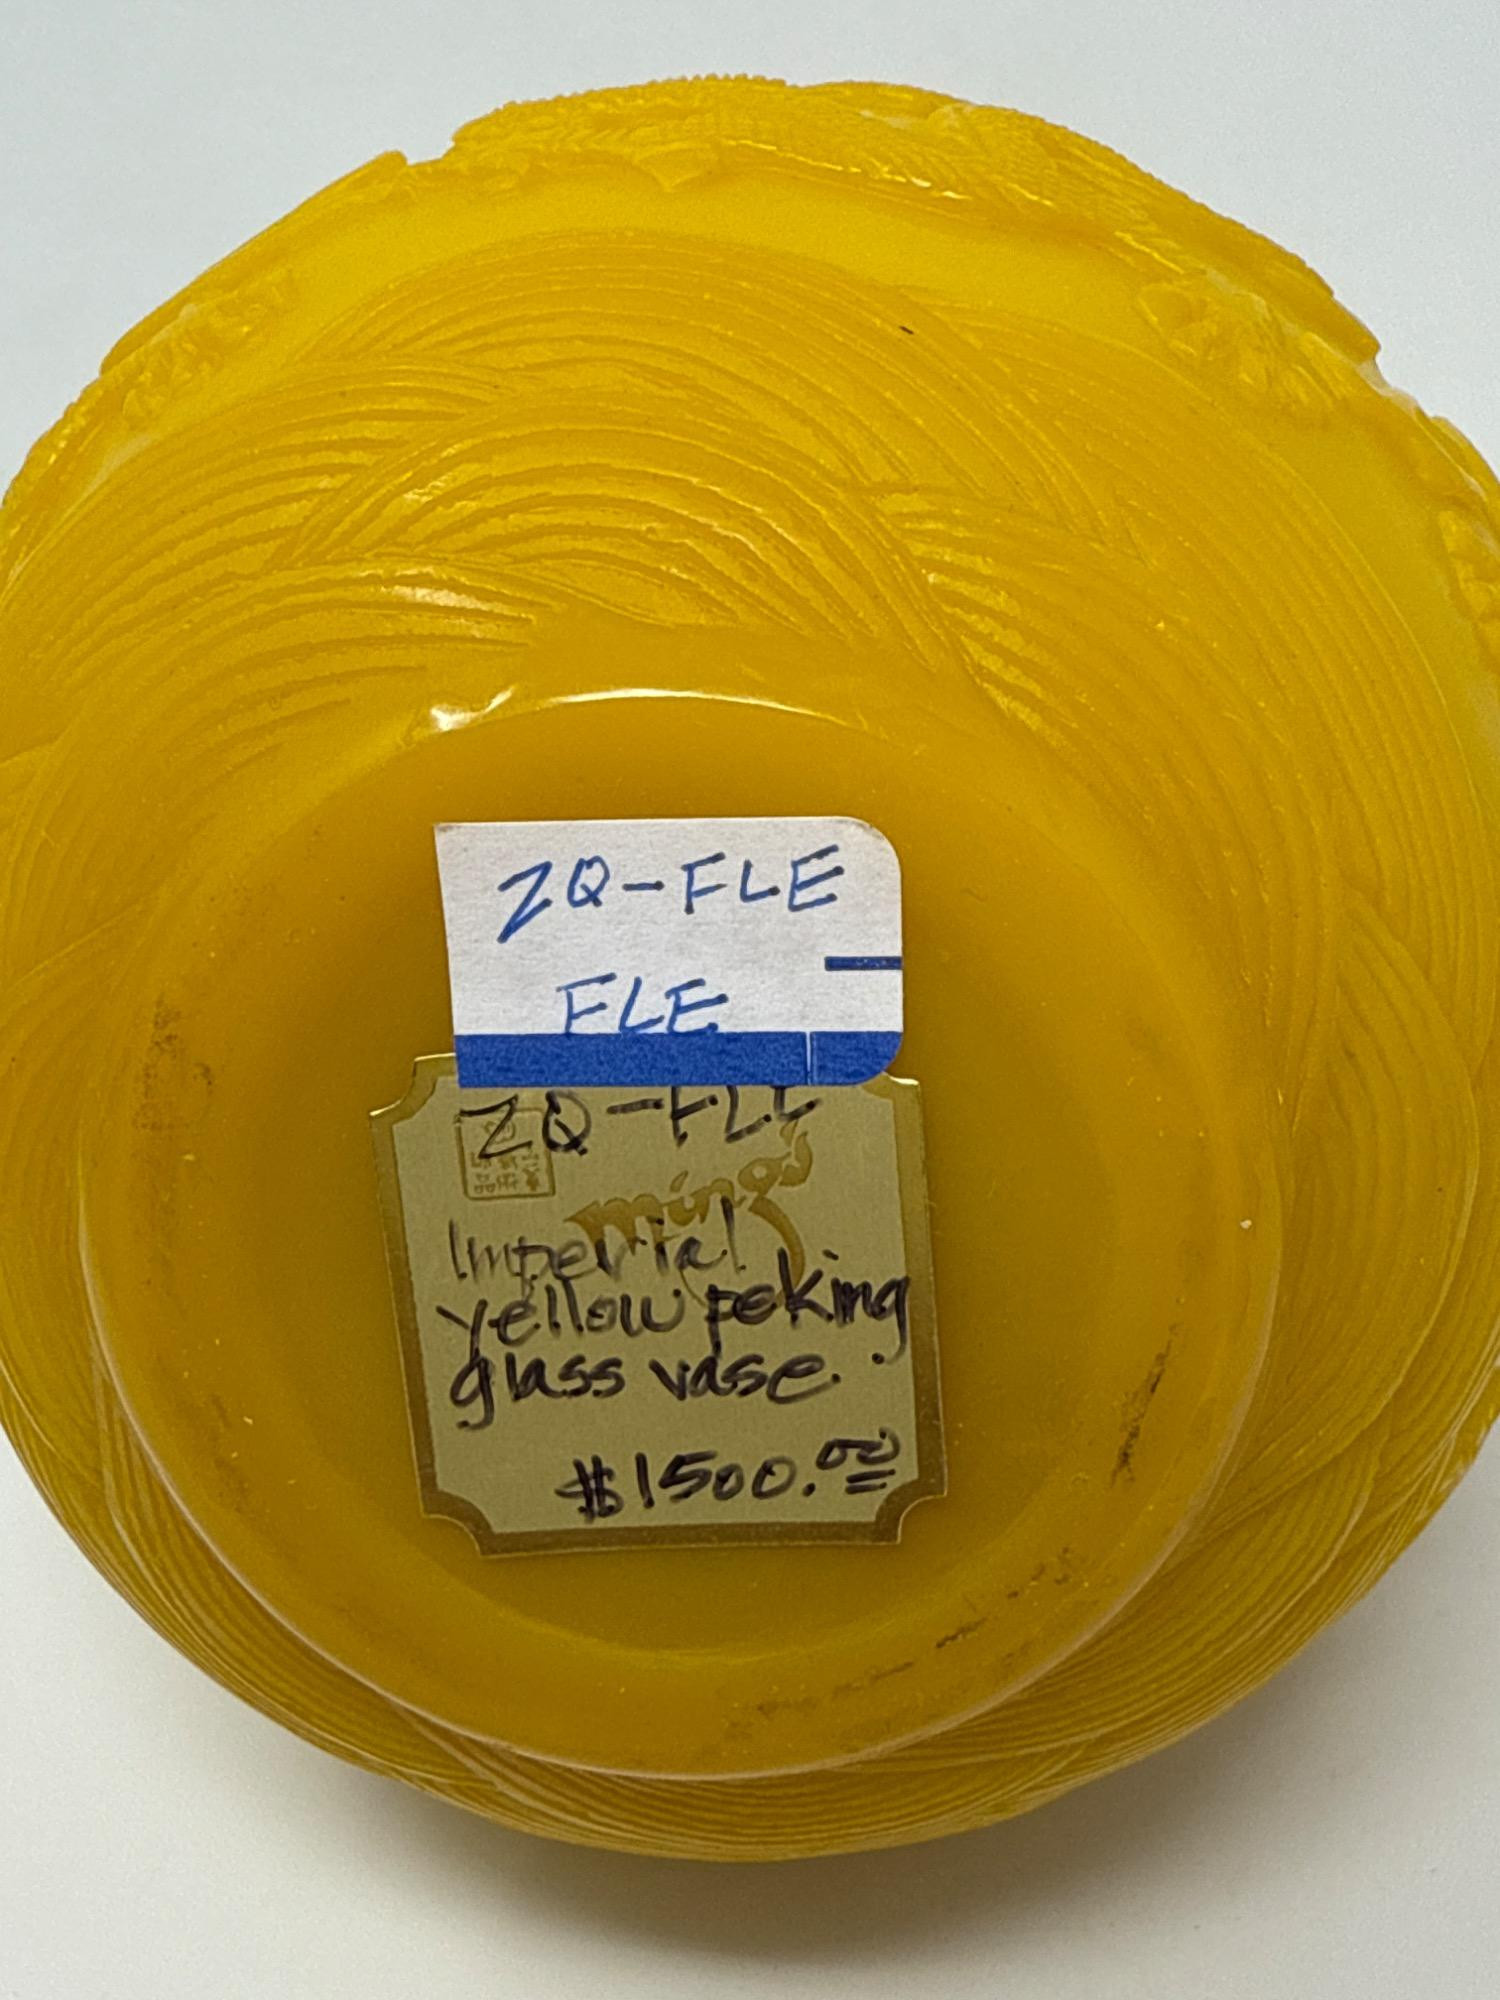 ZQ-FLE
FLE
ZQ-FLE
ming's
Imperial
yellow peking
glass vase.
$1500.00